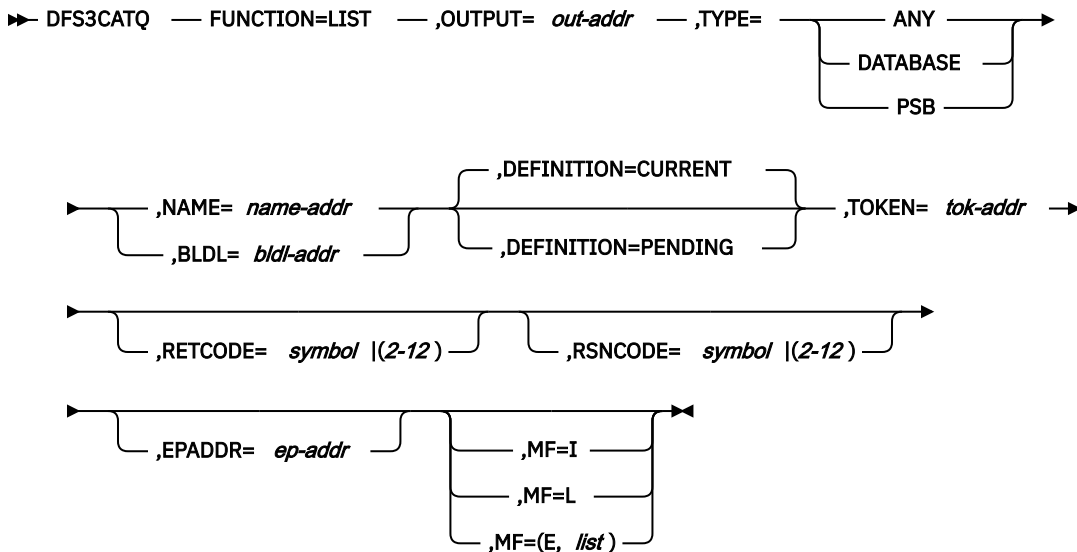 DFS3CATQ FUNCTION=LIST ,OUTPUT= out-addr ,TYPE= ANY
DATABASE
PSB
,NAME= name-addr ,DEFINITION=CURRENT ,TOKEN= tok-addr
,BLDL= bldl-addr ,DEFINITION=PENDING
,RETCODE= symbol |(2-12 ) ,RSNCODE= symbol |(2-12 )
,EPADDR= ep-addr ,MF=I
,MF=L
,MF=(E, list )